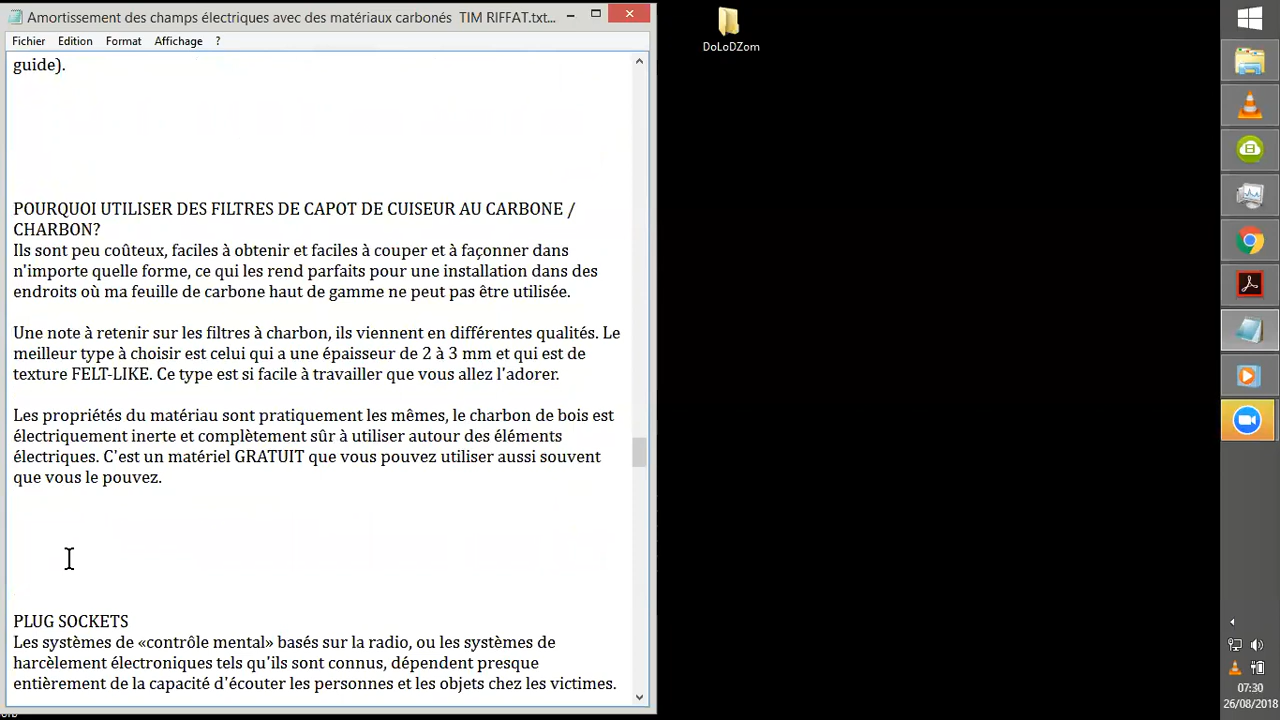 Amortissement des champs électriques avec des matériaux carbonés TIM RIFFAT.txt...
Fichier Edition Format Affichage ?
guide).
POURQUOI UTILISER DES FILTRES DE CAPOT DE CUISEUR AU CARBONE /
CHARBON?
Ils sont peu coûteux, faciles à obtenir et faciles à couper et à façonner dans
n'importe quelle forme, ce qui les rend parfaits pour une installation dans des
endroits où ma feuille de carbone haut de gamme ne peut pas être utilisée.
Une note à retenir sur les filtres à charbon, ils viennent en différentes qualités. Le
meilleur type à choisir est celui qui a une épaisseur de 2 à 3 mm et qui est de
texture FELT-LIKE. Ce type est si facile à travailler que vous allez l'adorer.
Les propriétés du matériau sont pratiquement les mêmes, le charbon de bois est
électriquement inerte et complètement sûr à utiliser autour des éléments
électriques. C'est un matériel GRATUIT que vous pouvez utiliser aussi souvent
que vous le pouvez.
PLUG SOCKETS
Les systèmes de «contrôle mental» basés sur la radio, ou les systèmes de
harcèlement électroniques tels qu'ils sont connus, dépendent presque
entièrement de la capacité d'écouter les personnes et les objets chez les victimes.
DoLoDZom
07:30
26/08/2018